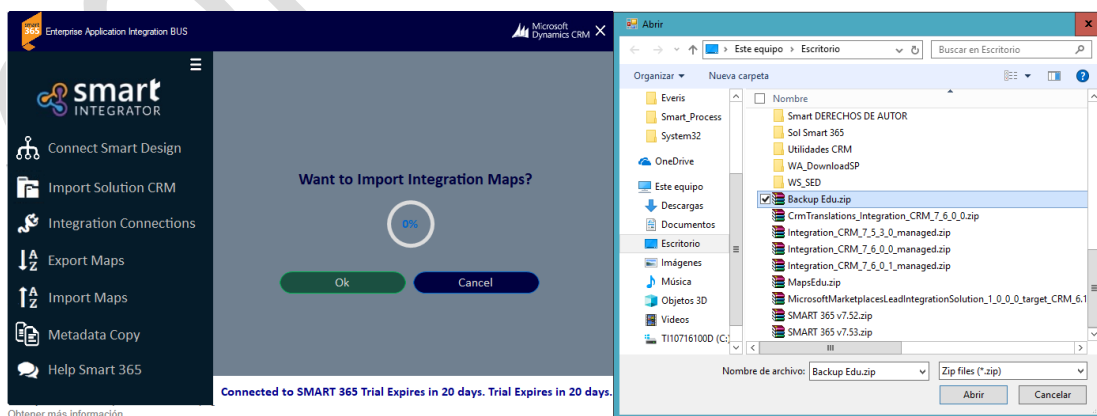 smart
365
Enterprise Application Integration BUS
Microsoft
Dynamics CRM X
smart
INTEGRATOR
Connect Smart Design
Import Solution CRM
Integration Connections
Export Maps
Import Maps
Metadata Copy
Help Smart 365
Want to Import Integration Maps?
0%
Ok
Cancel
Connected to SMART 365 Trial Expires in 20 days. Trial Expires in 20 days.
Obtener más información
Abrir
Este equipo > Escritorio
Buscar en Escritorio
Organizar
Nueva carpeta
Everis
Smart_Process
System32
OneDrive
Este equipo
Descargas
Documentos
Escritorio
Imágenes
Música
Objetos 3D
Videos
TI10716100D (C:)
Nombre
Smart DERECHOS DE AUTOR
Sol Smart 365
Utilidades CRM
WA_DownloadSP
WS_SED
Backup Edu.zip
CrmTranslations_Integration_CRM_7_6_0_0.zip
Integration_CRM_7_5_3_0_managed.zip
Integration_CRM_7_6_0_0_managed.zip
Integration_CRM_7_6_0_1_managed.zip
MapsEdu.zip
MicrosoftMarketplacesLeadIntegrationSolution_1_0_0_0_target_CRM_6.1
SMART 365 v7.52.zip
SMART 365 v7.53.zip
Nombre de archivo:
Backup Edu.zip
Zip files (*.zip)
Abrir
Cancelar